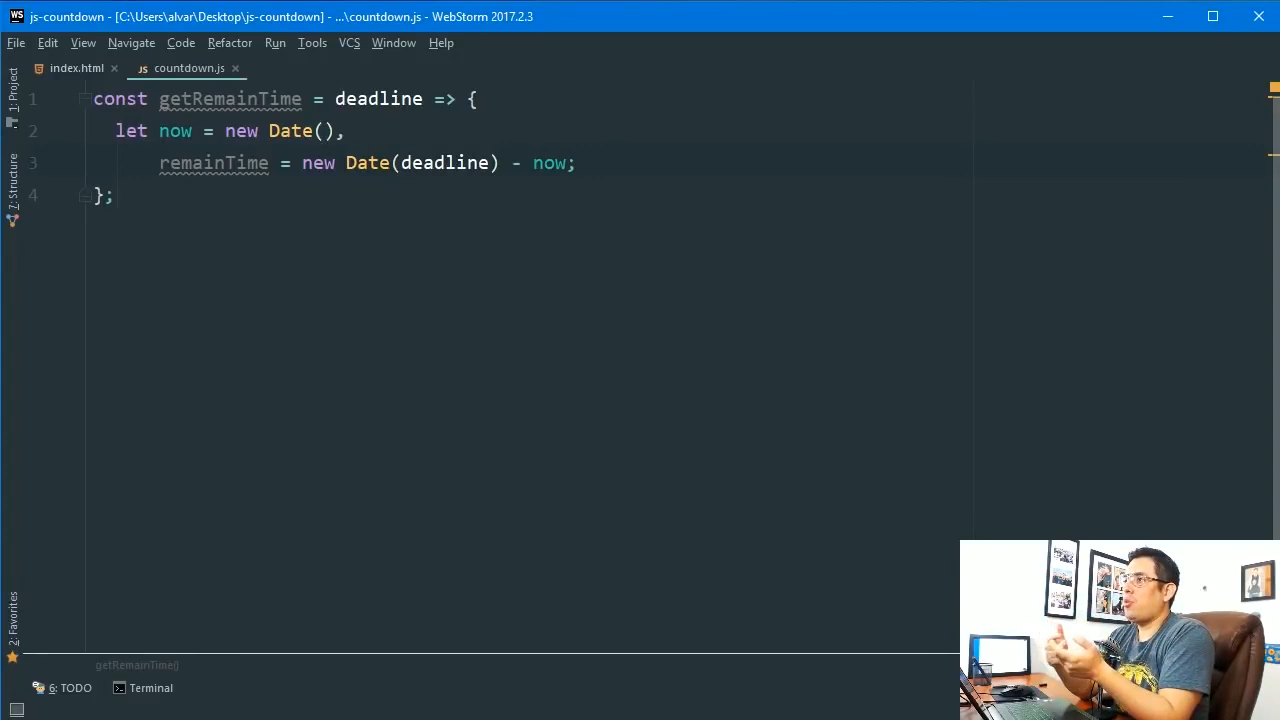 WS js-countdown - [C:\Users\alvar\Desktop\js-countdown] - ...\countdown.js - WebStorm 2017.2.3
File Edit View Navigate Code Refactor Run Tools VCS Window Help
index.html countdown.js
1: Project
7: Structure
2: Favorites
1 const getRemainTime = deadline => {
2 let now = new Date(),
3 remainTime = new Date(deadline) - now;
4 };
getRemainTime()
6: TODO Terminal